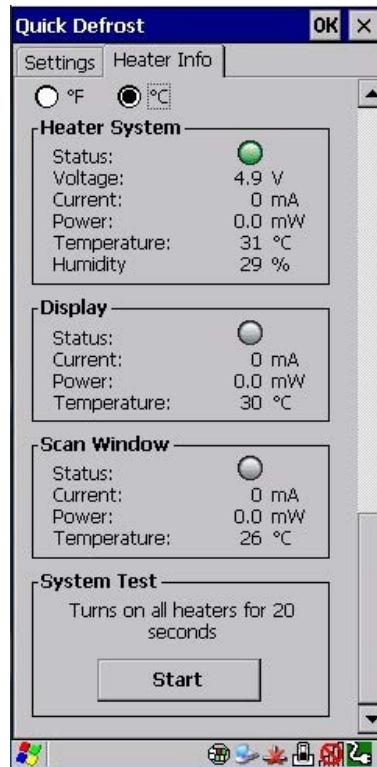 Quick Defrost OK ×
Settings Heater Info
°F °C
Heater System
Status:
Voltage: 4.9 V
Current: 0 mA
Power: 0.0 mW
Temperature: 31 °C
Humidity 29 %
Display
Status:
Current: 0 mA
Power: 0.0 mW
Temperature: 30 °C
Scan Window
Status:
Current: 0 mA
Power: 0.0 mW
Temperature: 26 °C
System Test
Turns on all heaters for 20
seconds
Start